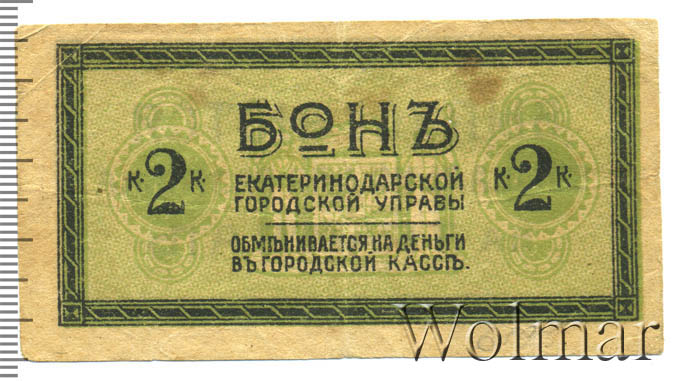 БОНЪ
К. 2 К.
К. 2 К.
ЕКАТЕРИНОДАРСКОЙ
ГОРОДСКОЙ УПРАВЫ
ОБМѢНИВАЕТСЯ НА ДЕНЬГИ
ВЪ ГОРОДСКОЙ КАССѢ.
Wolmar